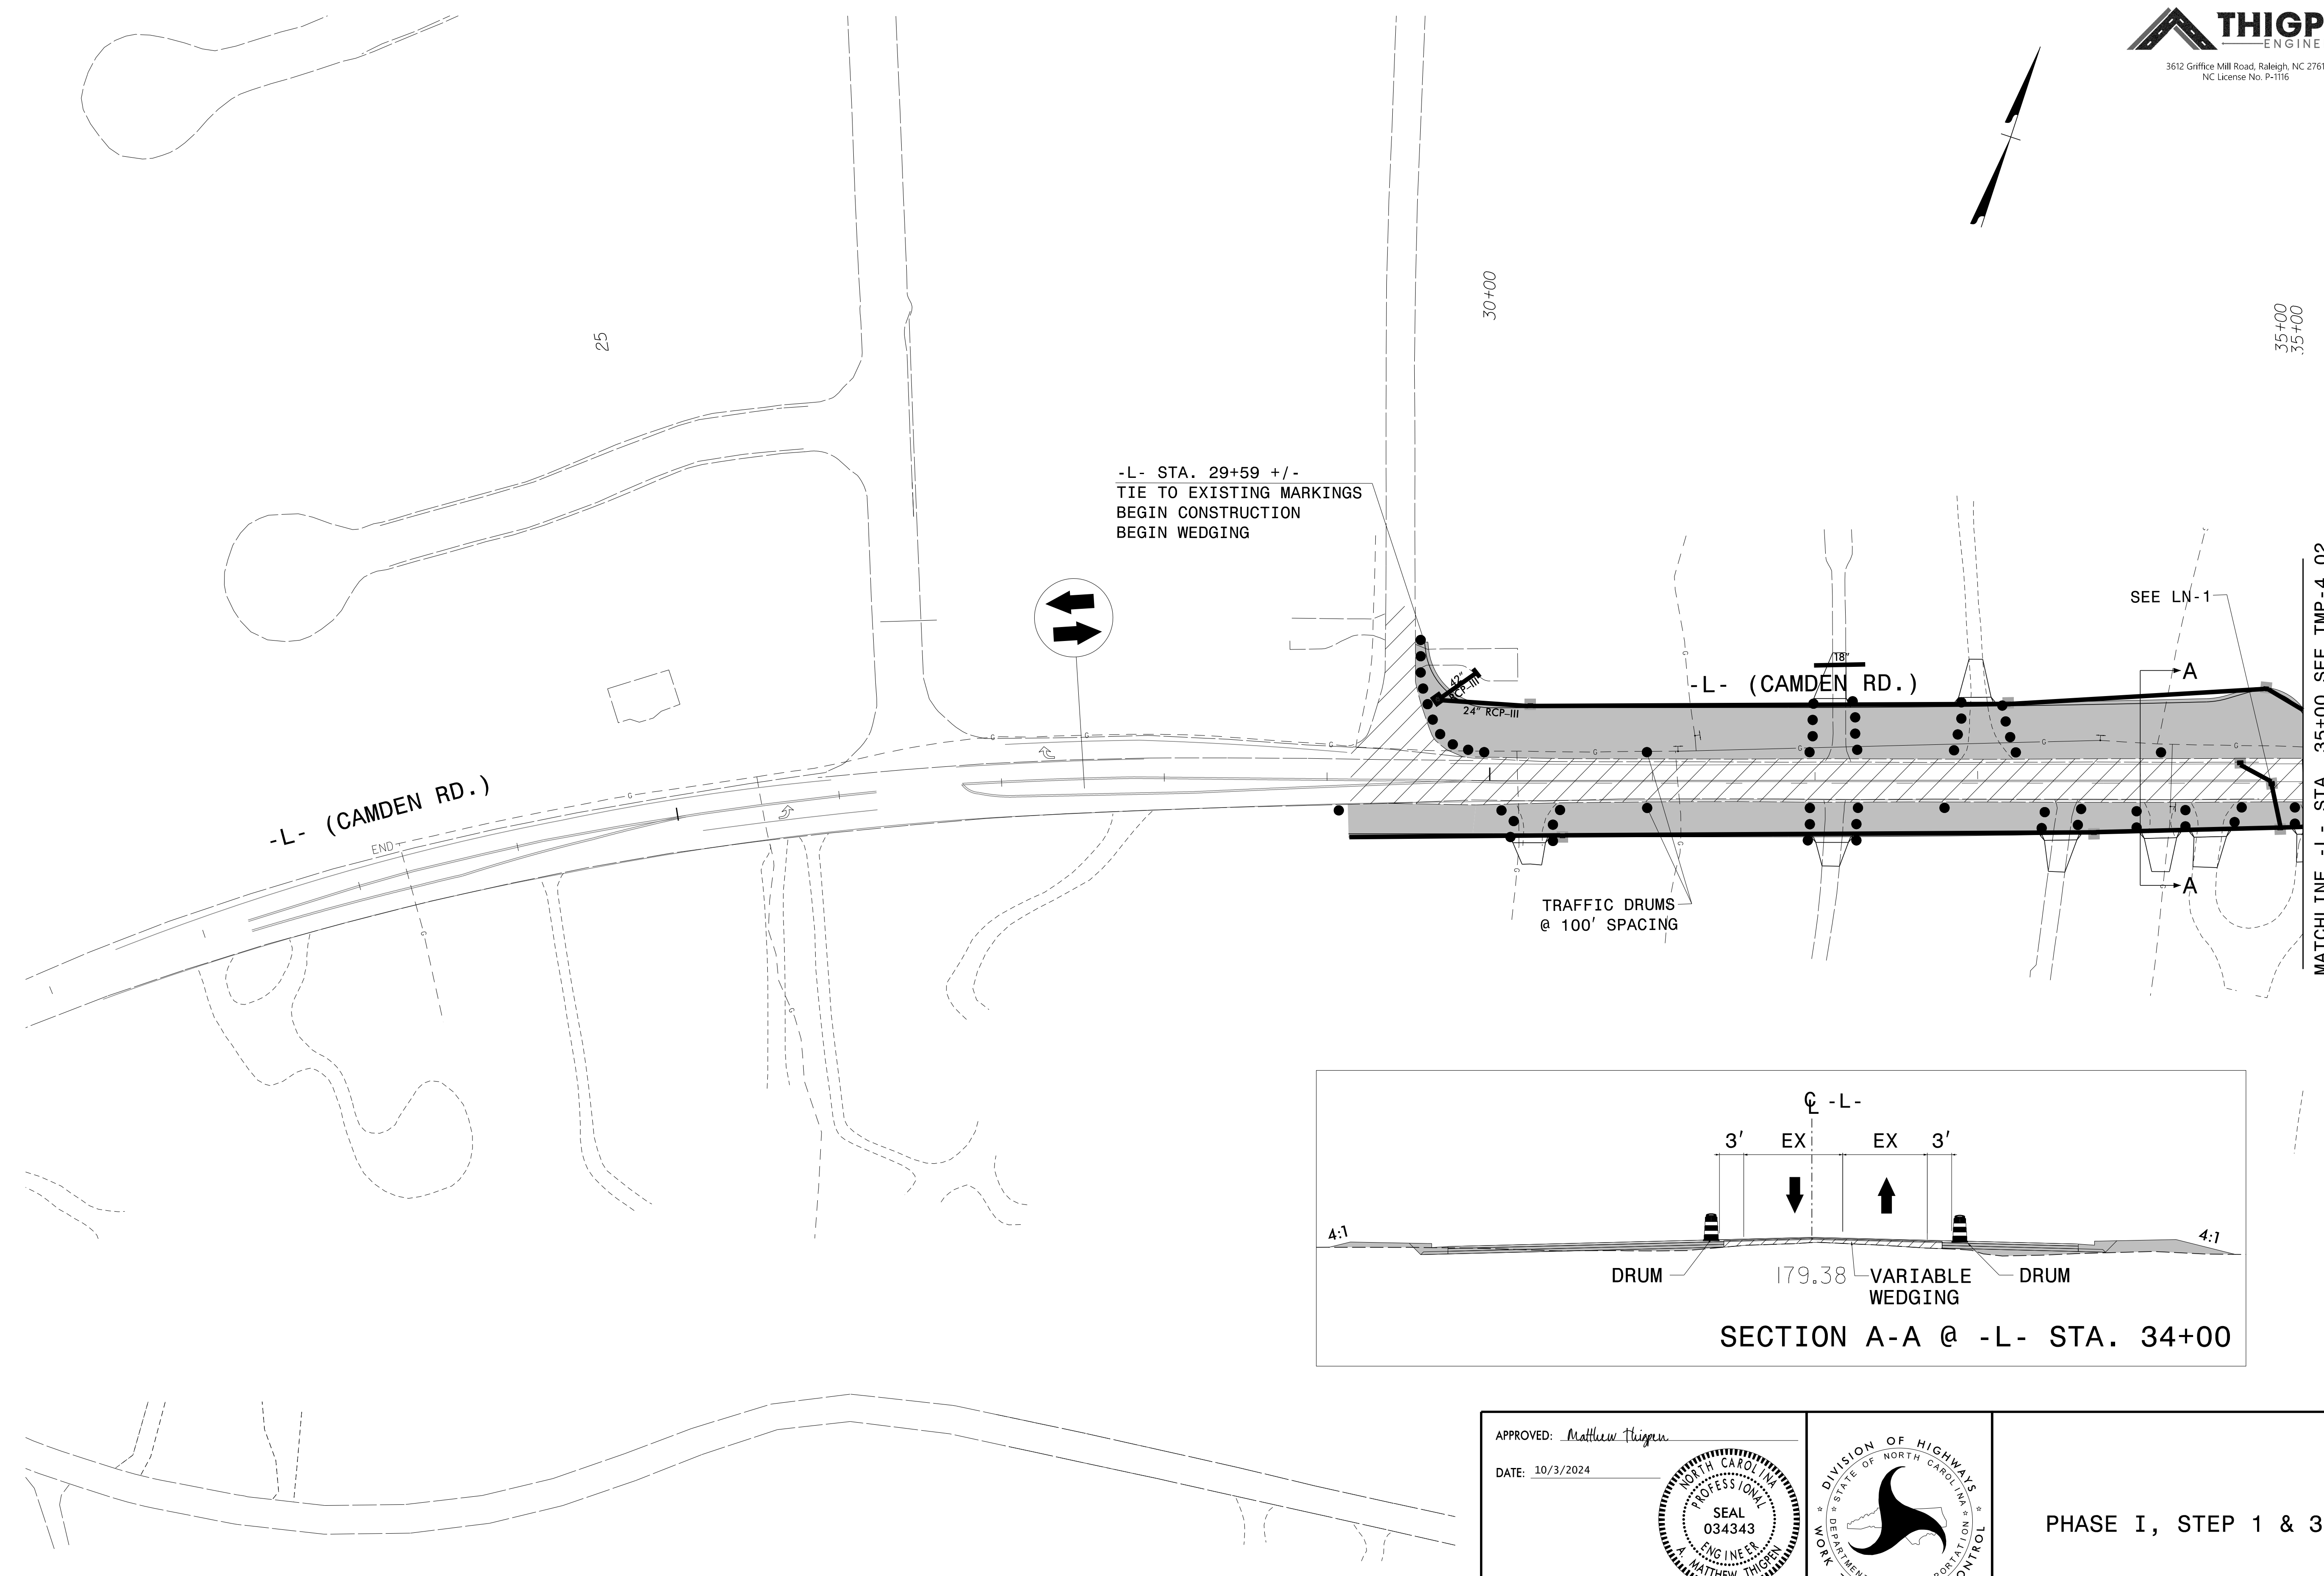 THIGP
ENGINE
3612 Griffice Mill Road, Raleigh, NC 2761
NC License No. P-1116
30+00
35+00
35+00
25
-L- STA. 29+59 +/-
TIE TO EXISTING MARKINGS
BEGIN CONSTRUCTION
BEGIN WEDGING
SEE LN-1
MATCHLINE -L- STA. 35+00 SEE TMP-4.02
A
18"
-L- (CAMDEN RD.)
42"
RCP-III
24" RCP-III
-L- (CAMDEN RD.)
END
G
G
G
G
G
G
G
G
G
G
G
G
G
A
TRAFFIC DRUMS
@ 100' SPACING
℄ -L-
3' EX EX 3'
4:1
4:1
DRUM
179.38
VARIABLE
WEDGING
DRUM
SECTION A-A @ -L- STA. 34+00
APPROVED: Matthew Thigpen
DATE: 10/3/2024
NORTH CAROLINA
PROFESSIONAL
SEAL
034343
ENGINEER
A. MATTHEW THIGPEN
DIVISION OF HIGHWAYS
STATE OF NORTH CAROLINA
WORK
PHASE I, STEP 1 & 3